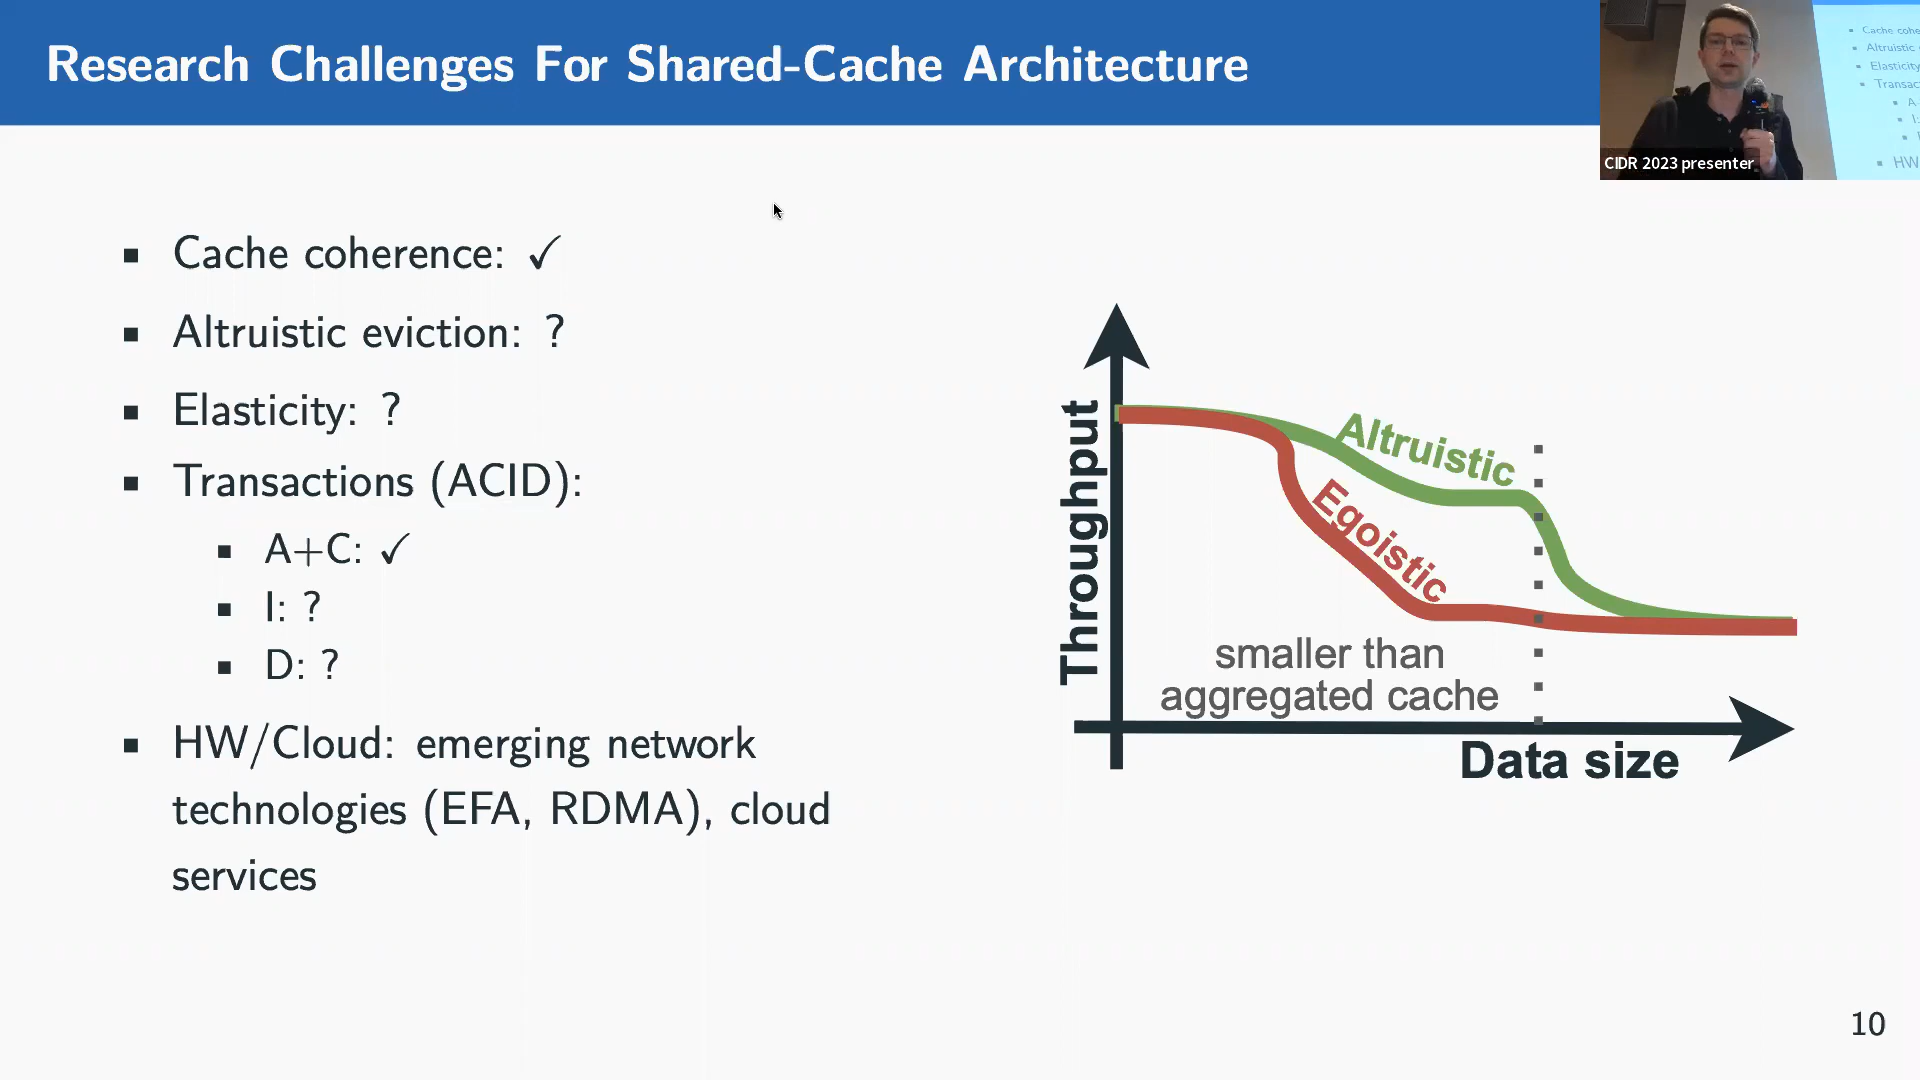 Research Challenges For Shared-Cache Architecture
CIDR 2023 presenter
▪ Cache coherence: ✓
▪ Altruistic eviction: ?
▪ Elasticity: ?
▪ Transactions (ACID):
▪ A+C: ✓
▪ I: ?
▪ D: ?
▪ HW/Cloud: emerging network
technologies (EFA, RDMA), cloud
services
Throughput
Altruistic
Egoistic
smaller than
aggregated cache
Data size
10